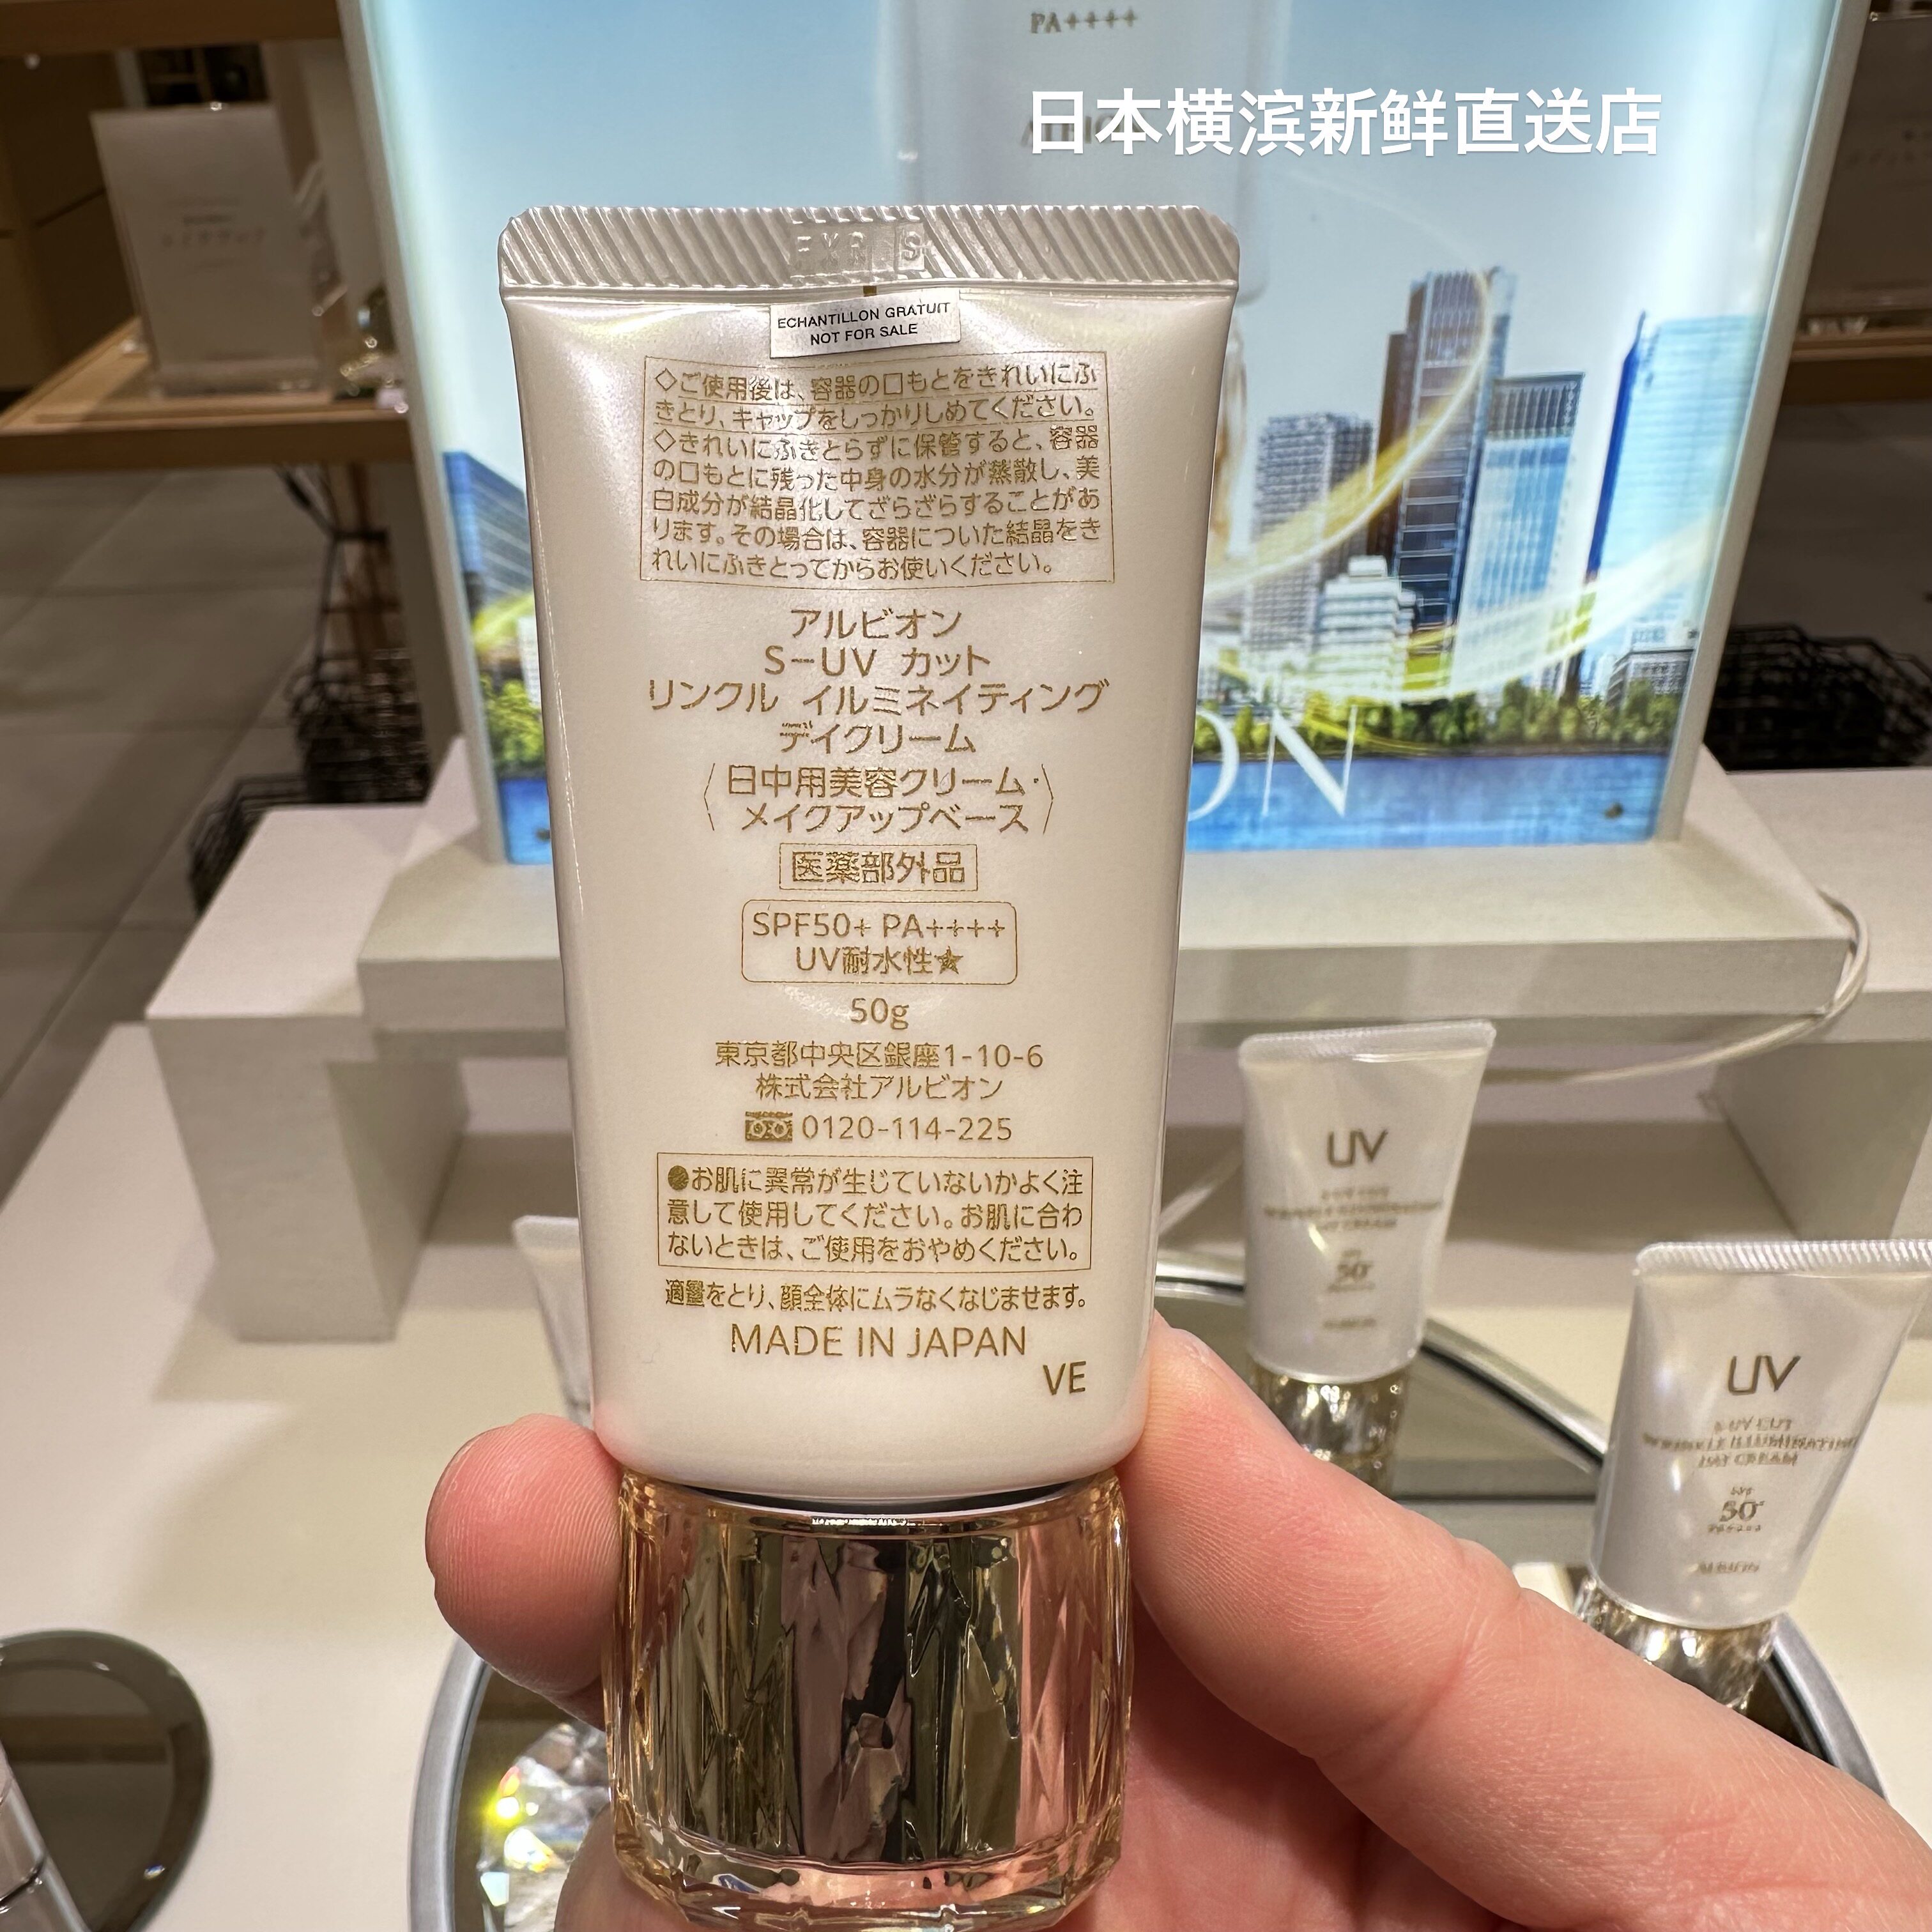 PA++++
日本横滨新鲜直送店
ECHANTILLON GRATUIT
NOT FOR SALE
◇ご使用後は、容器の口もとをきれいにふ
きとり、キャップをしっかりしめてください。
◇きれいにふきとらずに保管すると、容器
の口もとに残った中身の水分が蒸散し、美
白成分が結晶化してざらざらすることがあ
ります。その場合は、容器についた結晶をき
れいにふきとってからお使いください。
アルビオン
S-UV カット
リンクル イルミネイティング
デイクリーム
〈日中用美容クリーム・
メイクアップベース〉
医薬部外品
SPF50+ PA++++
UV耐水性★
50g
東京都中央区銀座1-10-6
株式会社アルビオン
0120-114-225
●お肌に異常が生じていないかよく注
意して使用してください。お肌に合わ
ないときは、ご使用をおやめください。
適量をとり、顔全体にムラなくなじませます。
MADE IN JAPAN
VE
ON
UV
DAY CREAM
50+
UV
S-UV CUT
WRINKLE ILLUMINATING
DAY CREAM
SPF
50+
PA++++
ALBION